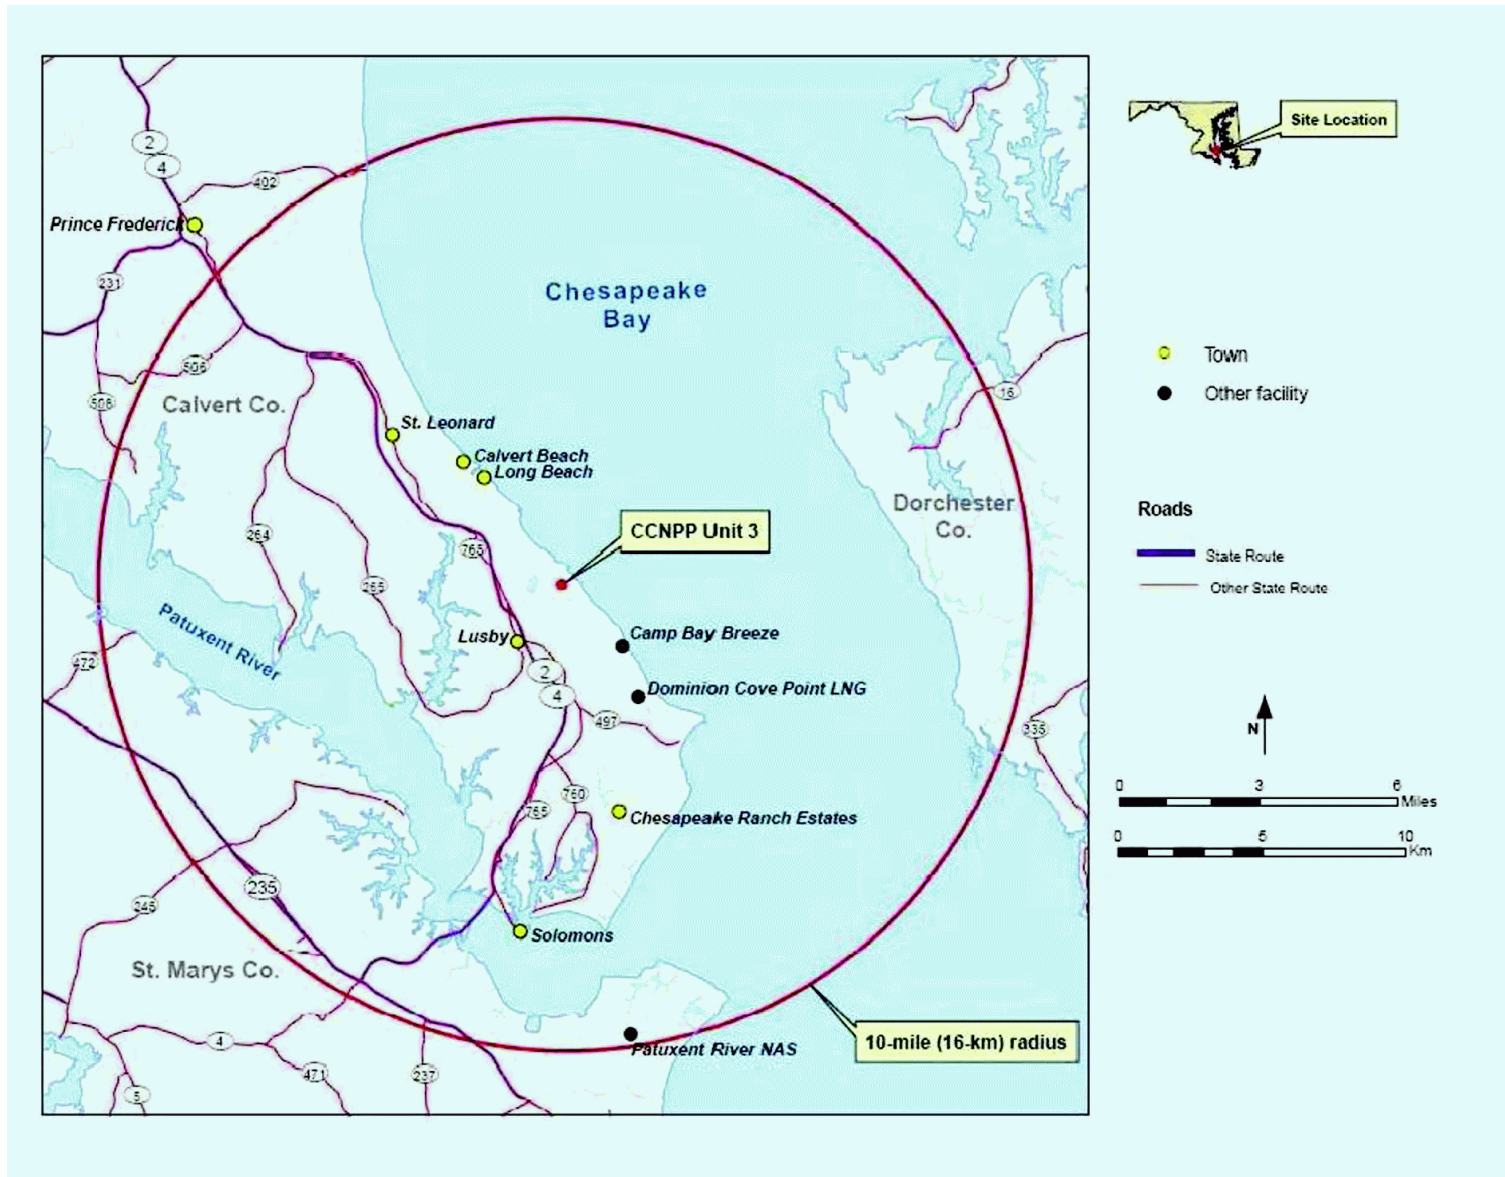 2
4
402
Prince Frederick
231
Chesapeake
Bay
506
508
Calvert Co.
16
St. Leonard
Calvert Beach
Long Beach
Dorchester
Co.
264
765
CCNPP Unit 3
265
Patuxent River
Lusby
Camp Bay Breeze
472
2
4
Dominion Cove Point LNG
497
335
760
765
Chesapeake Ranch Estates
235
245
Solomons
St. Marys Co.
4
Patuxent River NAS
10-mile (16-km) radius
471
237
5
Site Location
Town
Other facility
Roads
State Route
Other State Route
N
0 3 6
Miles
0 5 10
Km